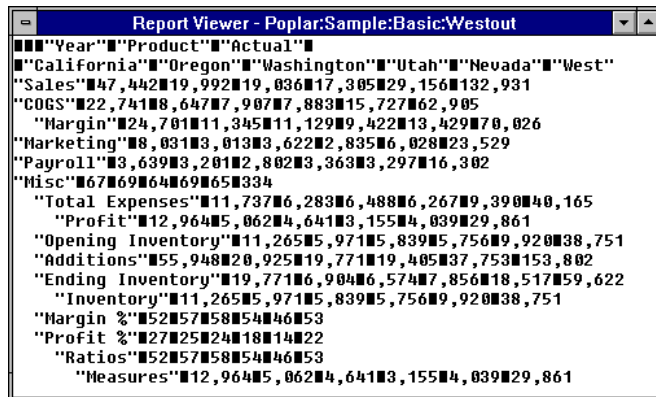 Report Viewer - Poplar:Sample:Basic:Westout
■■■"Year"■"Product"■"Actual"■
■"California"■"Oregon"■"Washington"■"Utah"■"Nevada"■"West"
"Sales"■47,442■19,992■19,036■17,305■29,156■132,931
"COGS"■22,741■8,647■7,907■7,883■15,727■62,905
"Margin"■24,701■11,345■11,129■9,422■13,429■70,026
"Marketing"■8,031■3,013■3,622■2,835■6,028■23,529
"Payroll"■3,639■3,201■2,802■3,363■3,297■16,302
"Misc"■67■69■64■69■65■334
"Total Expenses"■11,737■6,283■6,488■6,267■9,390■40,165
"Profit"■12,964■5,062■4,641■3,155■4,039■29,861
"Opening Inventory"■11,265■5,971■5,839■5,756■9,920■38,751
"Additions"■55,948■20,925■19,771■19,405■37,753■153,802
"Ending Inventory"■19,771■6,904■6,574■7,856■18,517■59,622
"Inventory"■11,265■5,971■5,839■5,756■9,920■38,751
"Margin %"■52■57■58■54■46■53
"Profit %"■27■25■24■18■14■22
"Ratios"■52■57■58■54■46■53
"Measures"■12,964■5,062■4,641■3,155■4,039■29,861